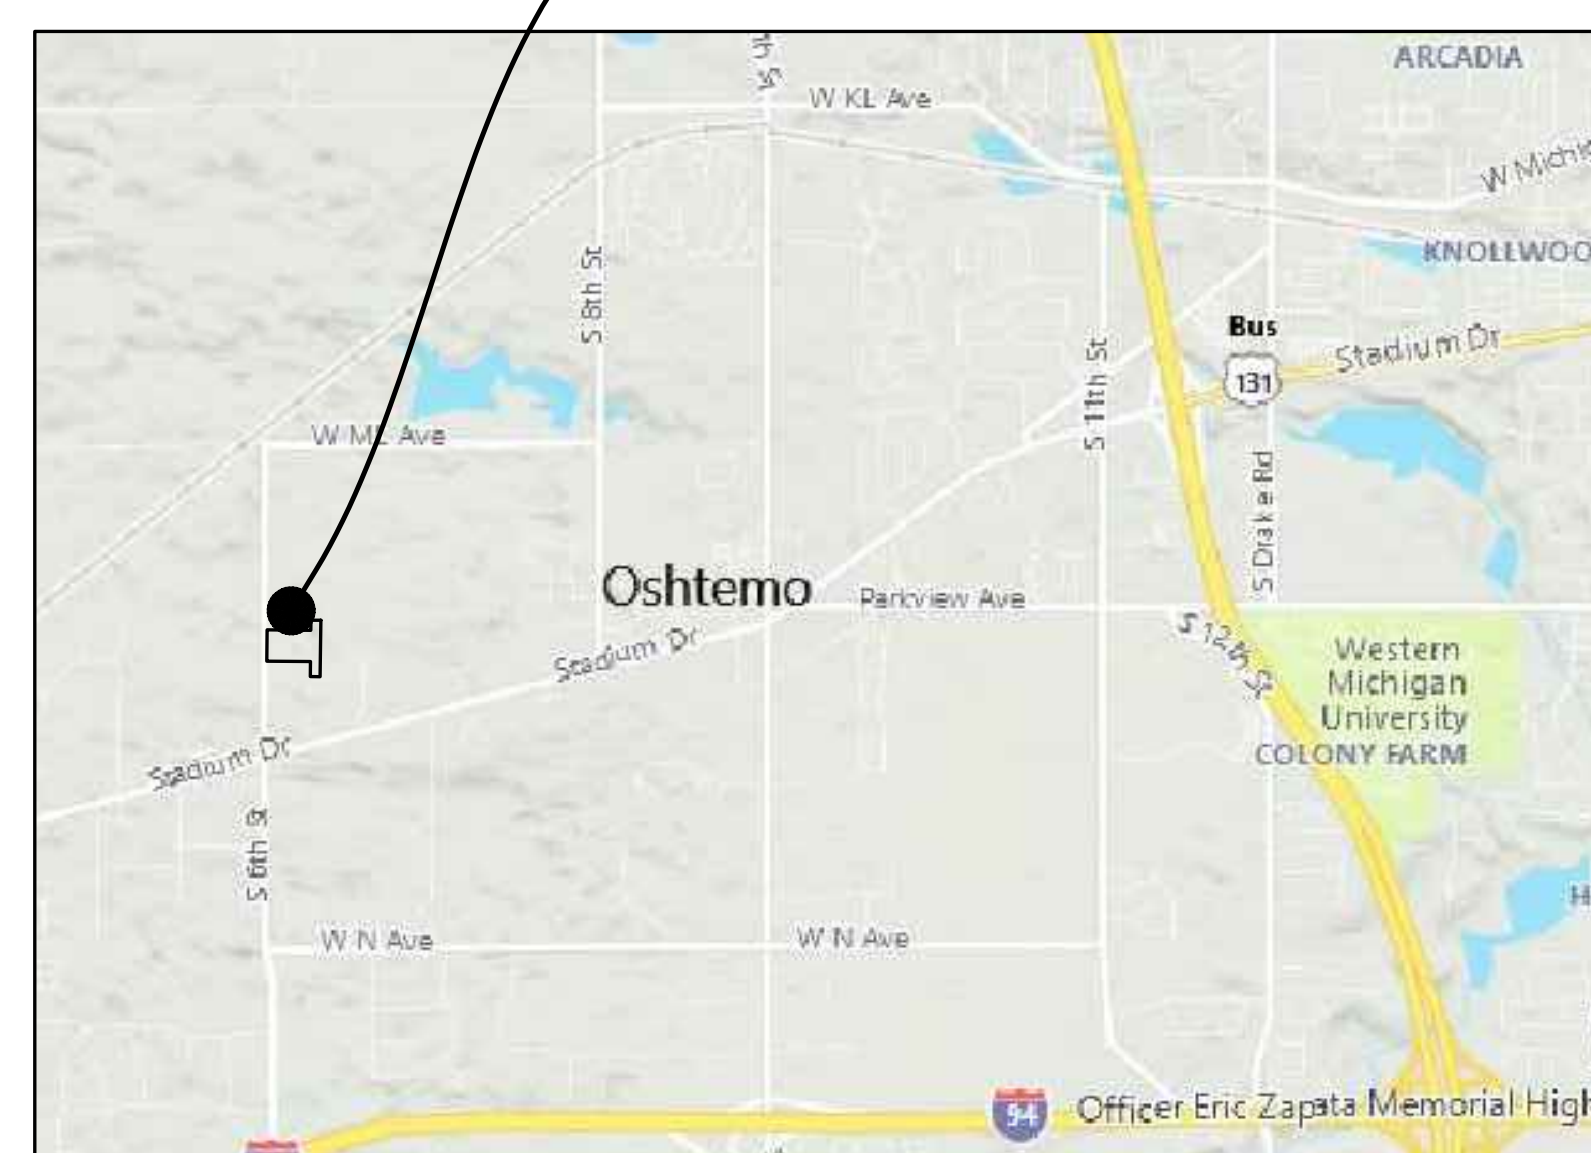 ARCADIA
W KL Ave
W Michi
KNOLLWOO
S 8th St
Bus
131
Stadium Dr
S 11th St
W ML Ave
S Drake Rd
Oshtemo
Parkview Ave
S 12th St
Stadium Dr
Western
Michigan
University
COLONY FARM
Stadium Dr
S 6th St
W N Ave
W N Ave
H
94
Officer Eric Zapata Memorial High